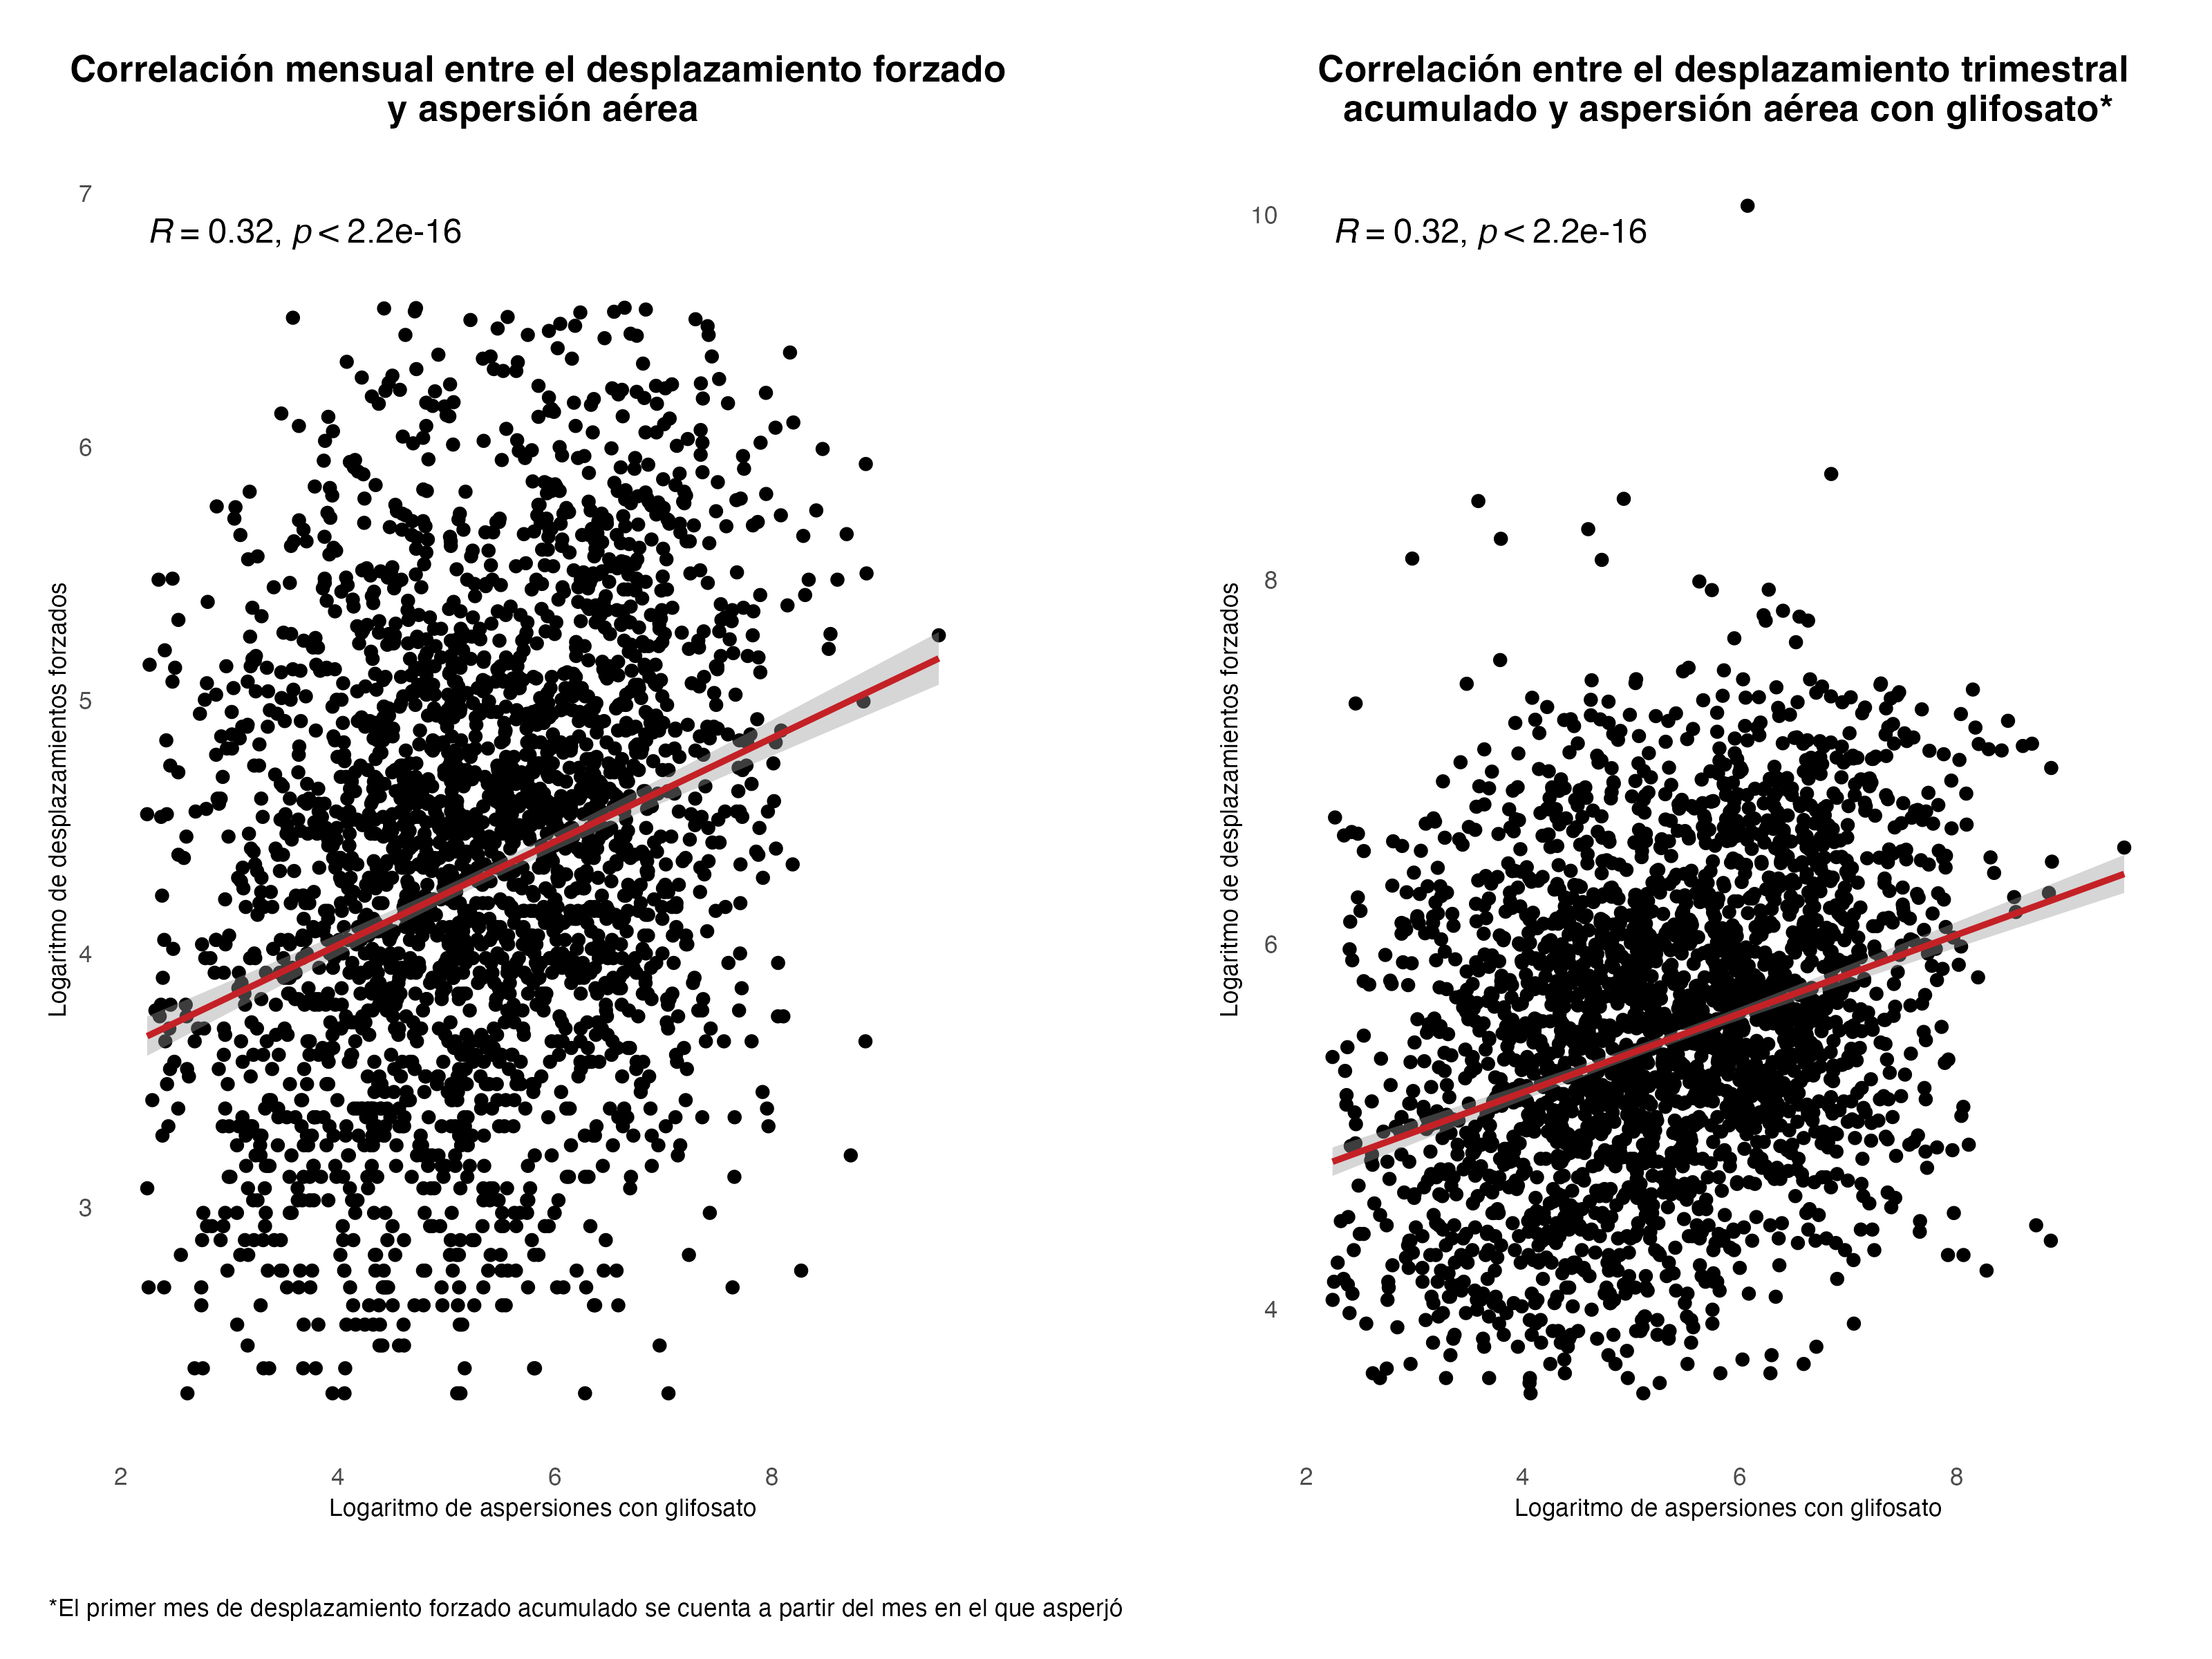 Correlación mensual entre el desplazamiento forzado
y aspersión aérea
7
R = 0.32, p < 2.2e-16
6
5
4
3
Logaritmo de desplazamientos forzados
2 4 6 8
Logaritmo de aspersiones con glifosato
Correlación entre el desplazamiento trimestral
acumulado y aspersión aérea con glifosato*
10
R = 0.32, p < 2.2e-16
8
6
4
Logaritmo de desplazamientos forzados
2 4 6 8
Logaritmo de aspersiones con glifosato
*El primer mes de desplazamiento forzado acumulado se cuenta a partir del mes en el que asperjó